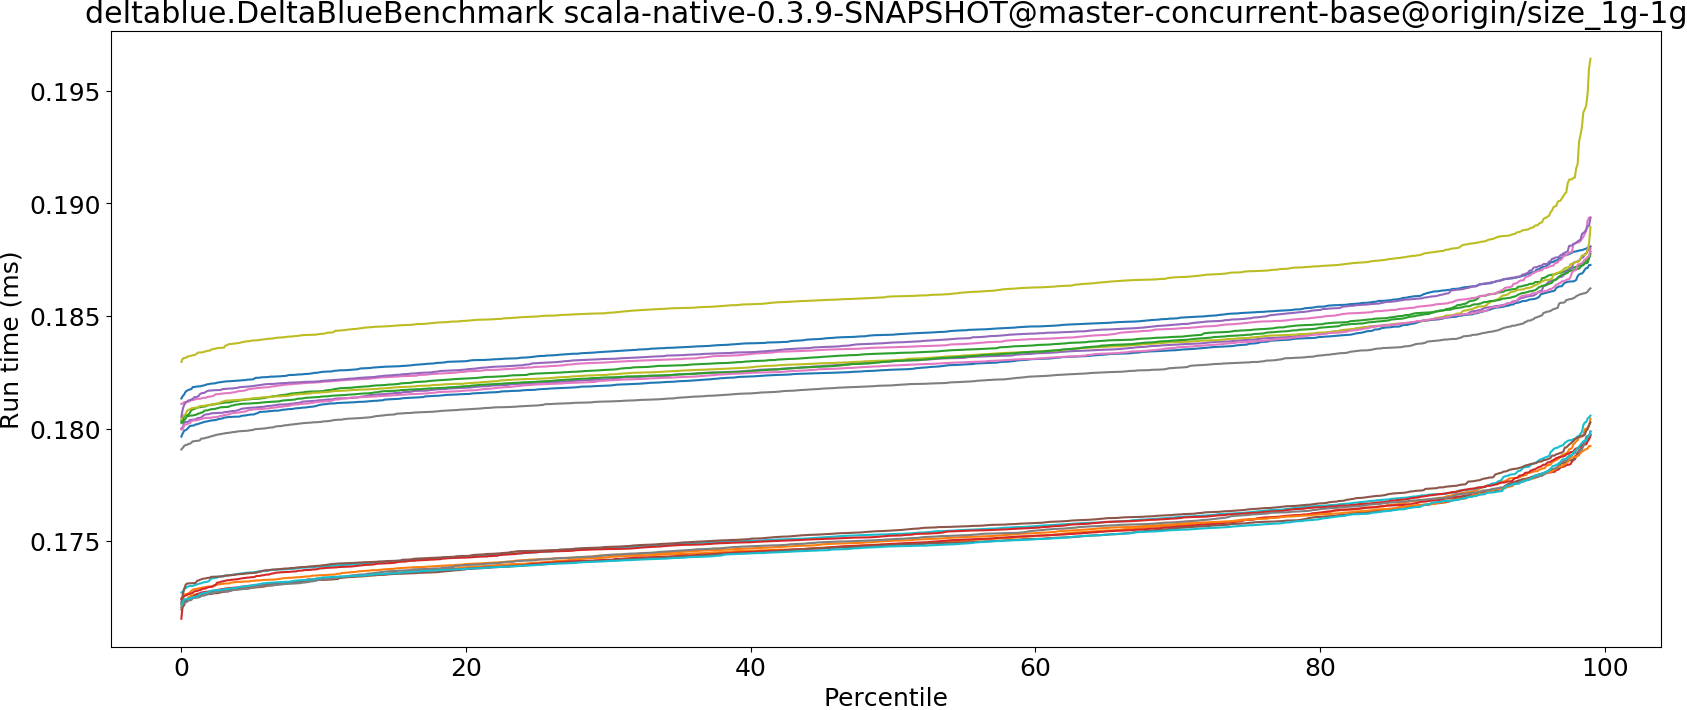 deltablue.DeltaBlueBenchmark scala-native-0.3.9-SNAPSHOT@master-concurrent-base@origin/size_1g-1g
Run time (ms)
0.195
0.190
0.185
0.180
0.175
0 20 40 60 80 100
Percentile